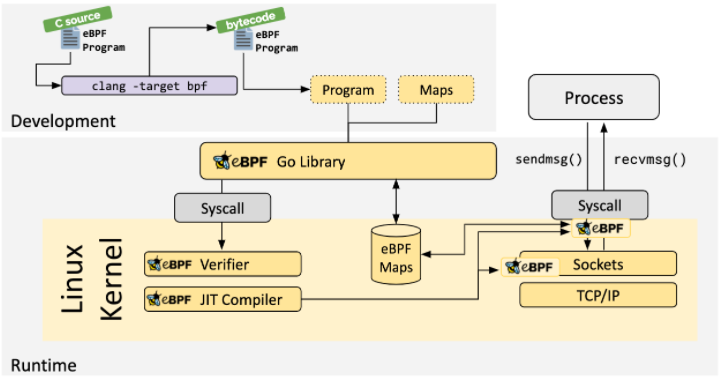 C source
eBPF
Program
bytecode
eBPF
Program
clang -target bpf
Program
Maps
Development
Process
sendmsg()
recvmsg()
eBPF Go Library
Syscall
Syscall
eBPF
Linux
Kernel
eBPF Verifier
eBPF
Maps
eBPF
Sockets
eBPF JIT Compiler
TCP/IP
Runtime